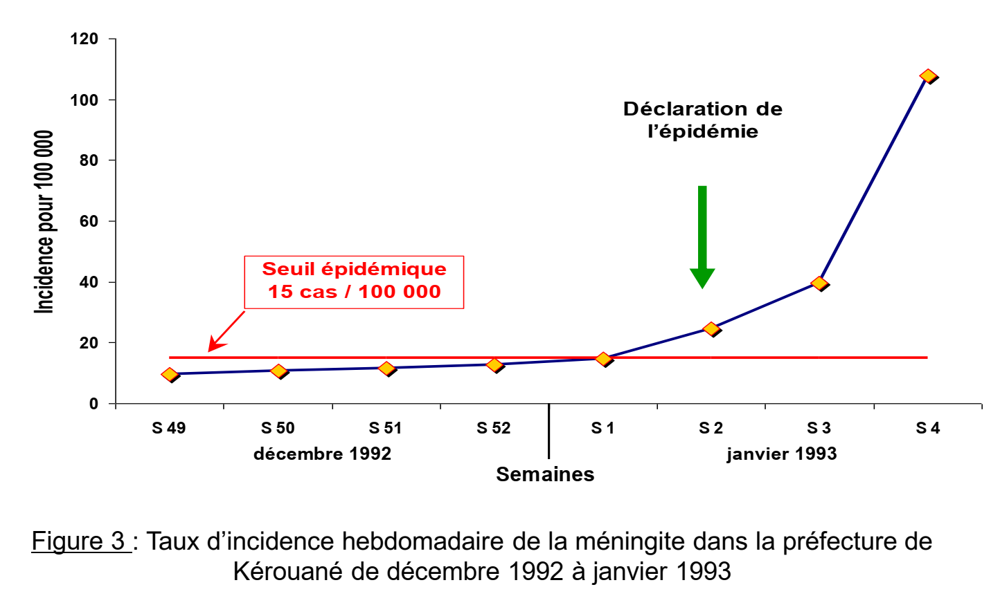 120
100
80
60
40
20
0
Incidence pour 100 000
Déclaration de
l’épidémie
Seuil épidémique
15 cas / 100 000
S 49 S 50 S 51 S 52 S 1 S 2 S 3 S 4
décembre 1992 janvier 1993
Semaines
Figure 3 : Taux d’incidence hebdomadaire de la méningite dans la préfecture de
Kérouané de décembre 1992 à janvier 1993